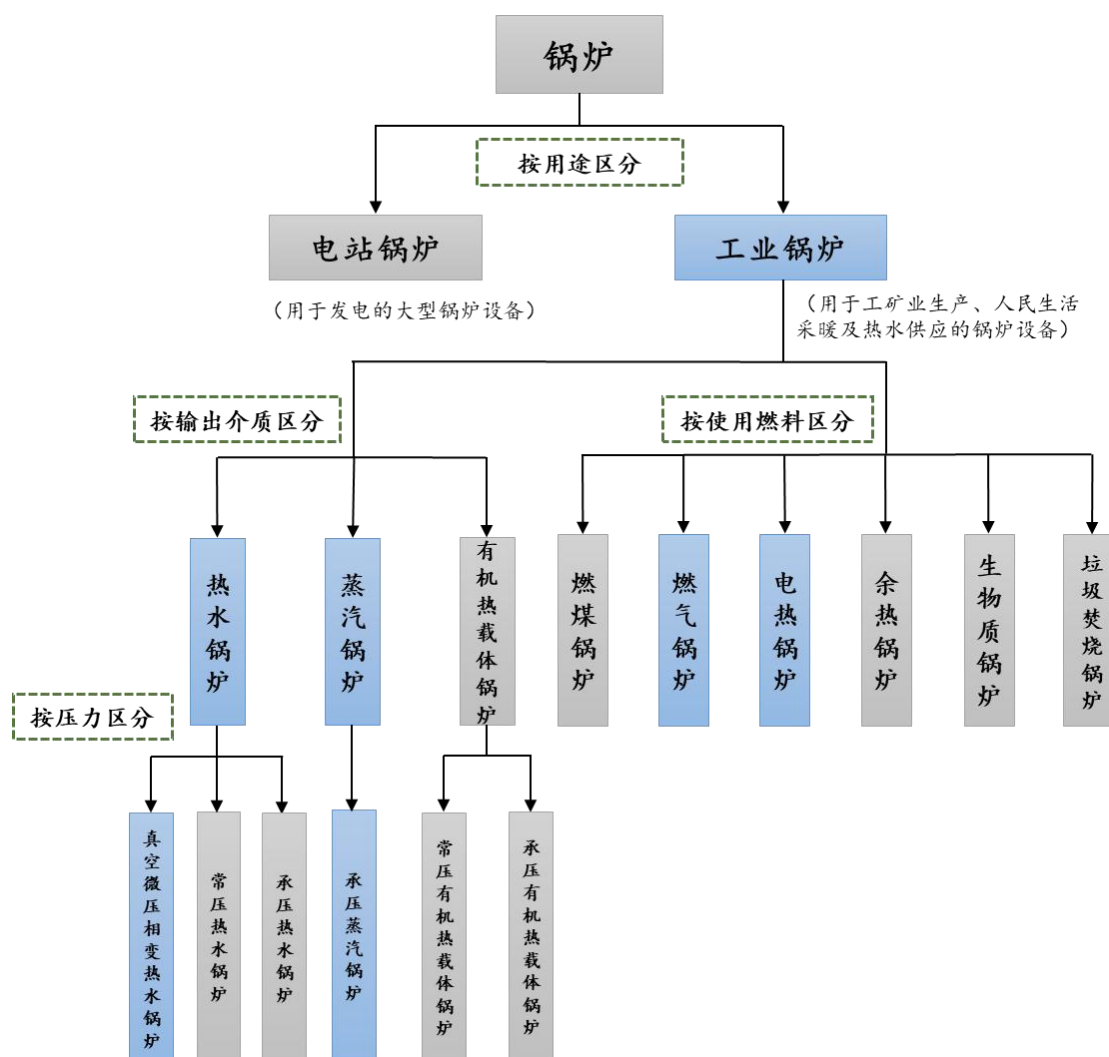 锅炉
按用途区分
电站锅炉
工业锅炉
（用于发电的大型锅炉设备）
（用于工矿业生产、人民生活
采暖及热水供应的锅炉设备）
按输出介质区分
按使用燃料区分
热水锅炉
蒸汽锅炉
有机热载体锅炉
燃煤锅炉
燃气锅炉
电热锅炉
余热锅炉
生物质锅炉
垃圾焚烧锅炉
按压力区分
真空微压相变热水锅炉
常压热水锅炉
承压热水锅炉
承压蒸汽锅炉
常压有机热载体锅炉
承压有机热载体锅炉